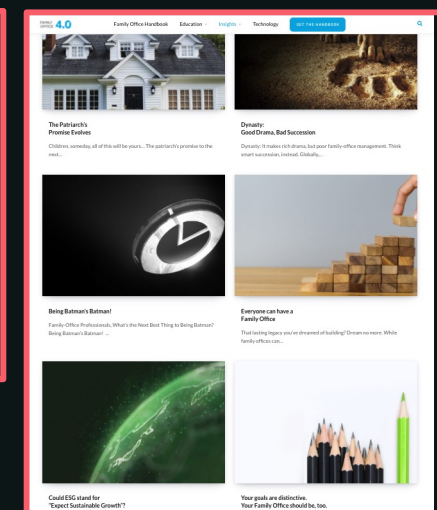 FAMILY OFFICE 4.0 Family Office Handbook Education Insights Technology GET THE HANDBOOK
The Patriarch's
Promise Evolves
Children, someday, all of this will be yours... The patriarch's promise to the
next...
Dynasty:
Good Drama, Bad Succession
Dynasty: It makes rich drama, but poor family-office management. Think
smart succession, instead. Globally,...
Being Batman's Batman!
Family-Office Professionals, What's the Next Best Thing to Being Batman?
Being Batman's Batman! ...
Everyone can have a
Family Office
That lasting legacy you've dreamed of building? Dream no more. While
family offices can...
Could ESG stand for
"Expect Sustainable Growth"?
Your goals are distinctive.
Your Family Office should be, too.